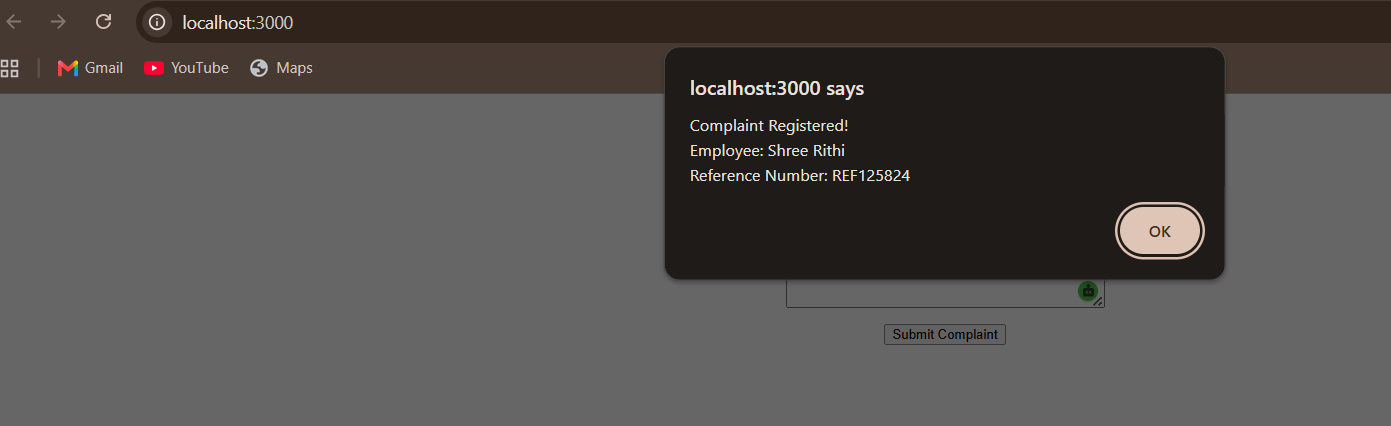 localhost:3000
Gmail YouTube Maps
localhost:3000 says
Complaint Registered!
Employee: Shree Rithi
Reference Number: REF125824
OK
Submit Complaint